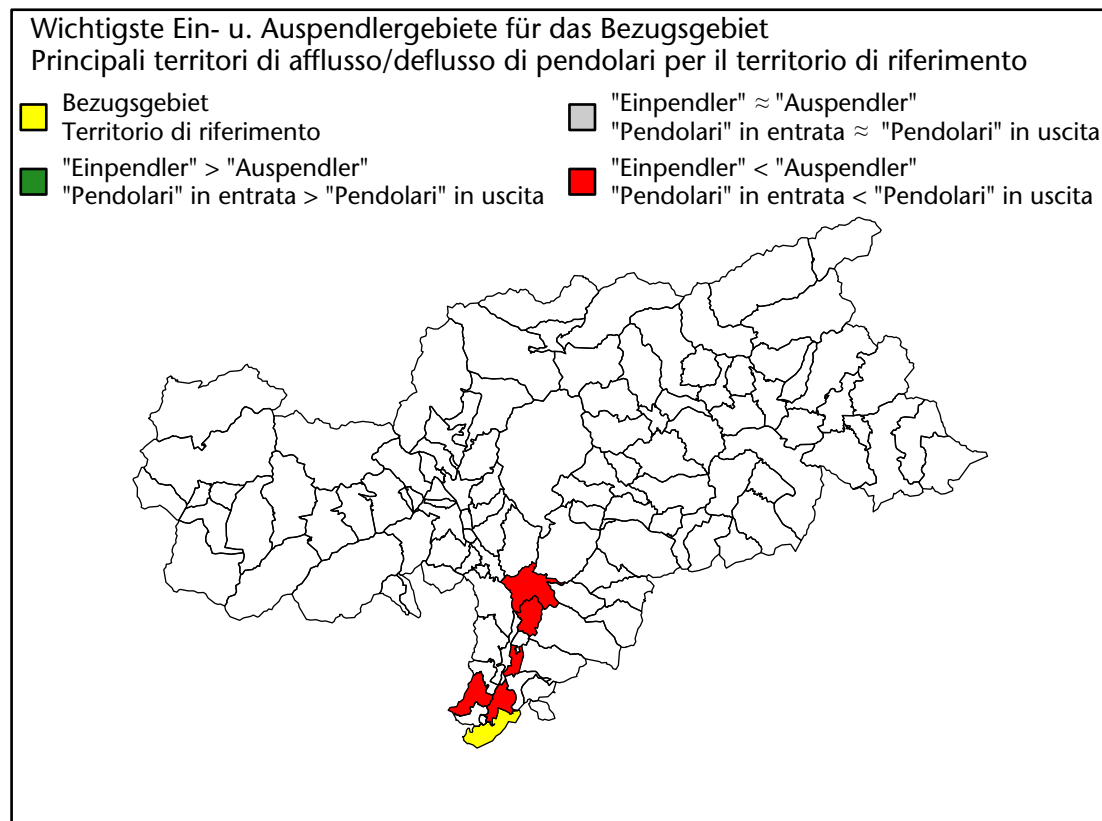 Wichtigste Ein- u. Auspendlergebiete für das Bezugsgebiet
Principali territori di afflusso/deflusso di pendolari per il territorio di riferimento
Bezugsgebiet
Territorio di riferimento
"Einpendler" > "Auspendler"
"Pendolari" in entrata > "Pendolari" in uscita
"Einpendler" ≈ "Auspendler"
"Pendolari" in entrata ≈ "Pendolari" in uscita
"Einpendler" < "Auspendler"
"Pendolari" in entrata < "Pendolari" in uscita